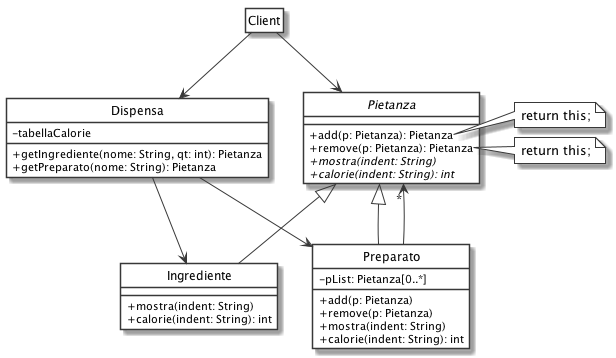 Client
Dispensa
-tabellaCalorie
+getIngrediente(nome: String, qt: int): Pietanza
+getPreparato(nome: String): Pietanza
Pietanza
+add(p: Pietanza): Pietanza
+remove(p: Pietanza): Pietanza
+mostra(indent: String)
+calorie(indent: String): int
return this;
return this;
*
Ingrediente
+mostra(indent: String)
+calorie(indent: String): int
Preparato
-pList: Pietanza[0..*]
+add(p: Pietanza)
+remove(p: Pietanza)
+mostra(indent: String)
+calorie(indent: String): int